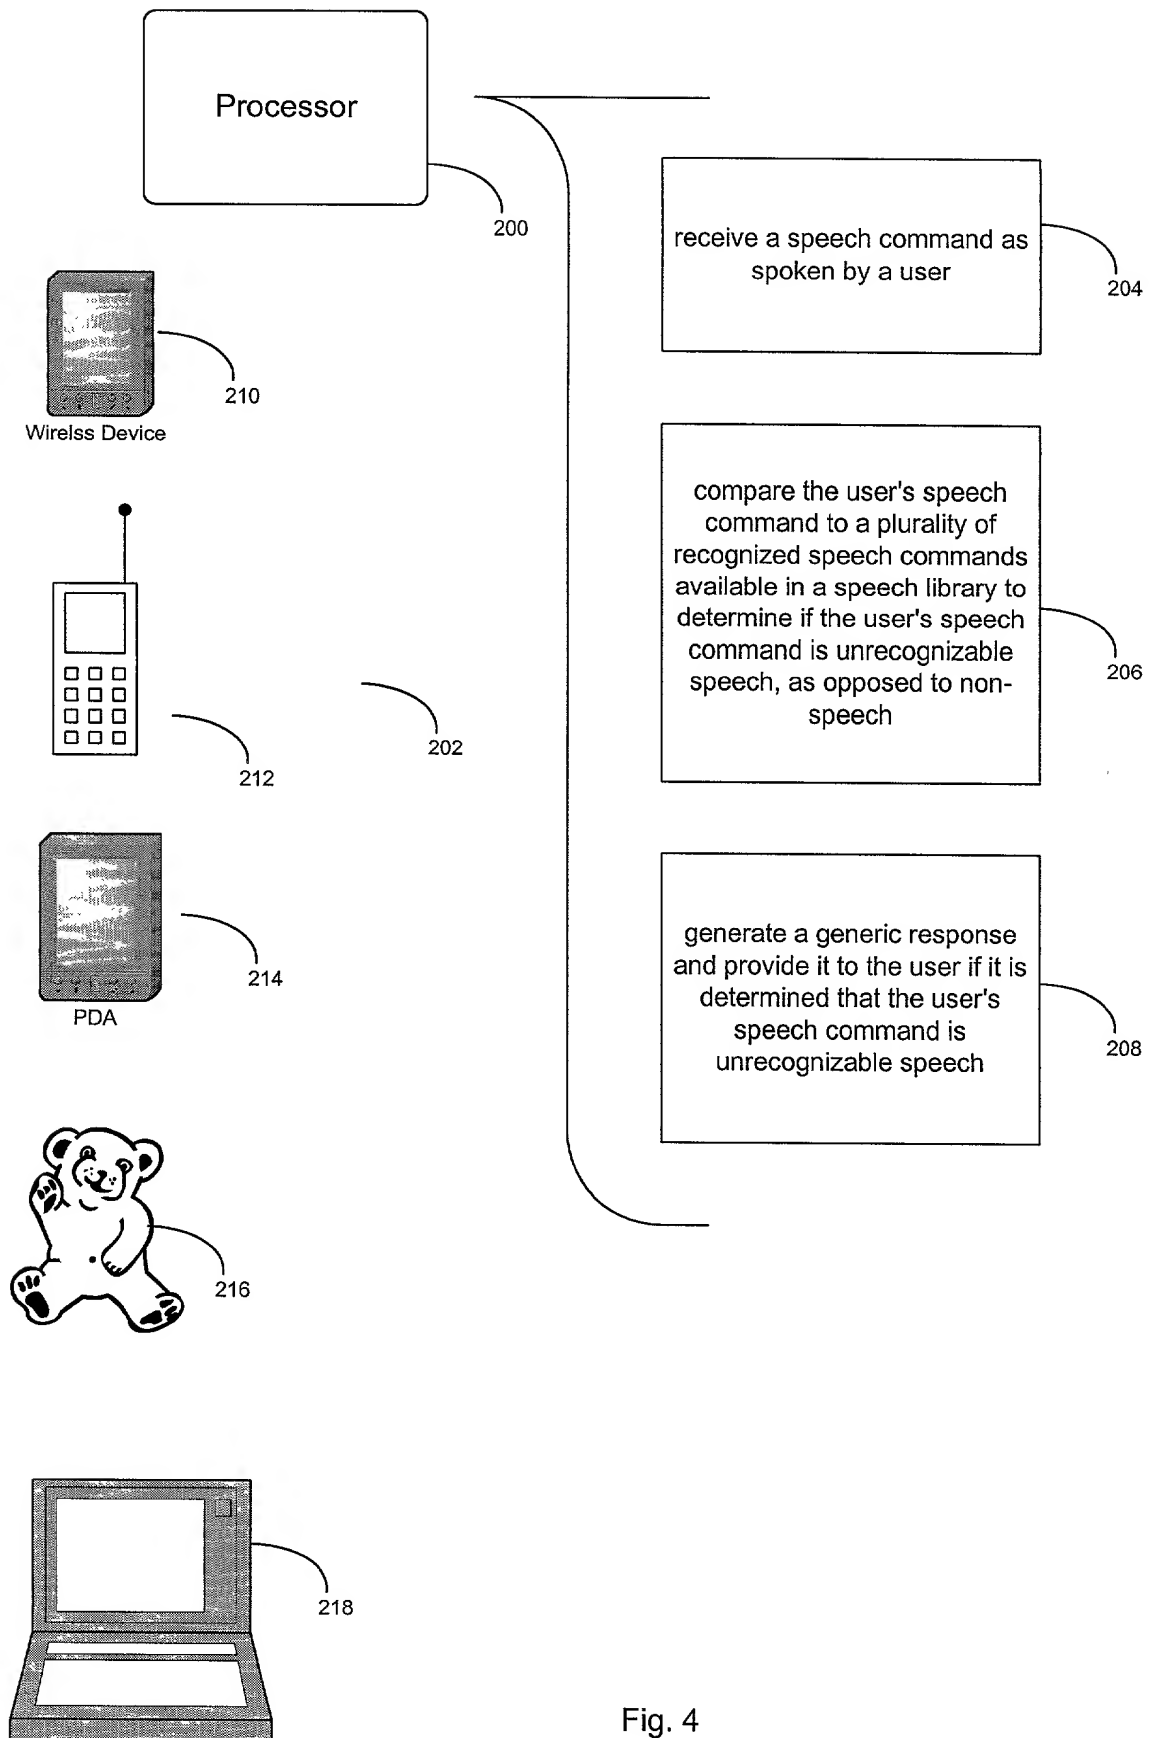 Processor
200
receive a speech command as
spoken by a user
204
210
Wirelss Device
compare the user's speech
command to a plurality of
recognized speech commands
available in a speech library to
determine if the user's speech
command is unrecognizable
speech, as opposed to non-
speech
206
202
212
generate a generic response
and provide it to the user if it is
determined that the user's
speech command is
unrecognizable speech
208
214
PDA
216
218
Fig. 4